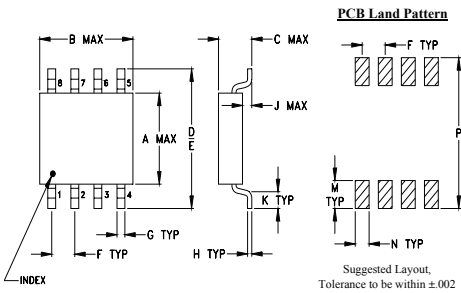 PCB Land Pattern
B MAX
C MAX
F TYP
8 7 6 5
J MAX
A MAX
D
E
P
M
TYP
K TYP
1 2 3 4
G TYP
N TYP
F TYP
H TYP
INDEX
Suggested Layout,
Tolerance to be within ±.002